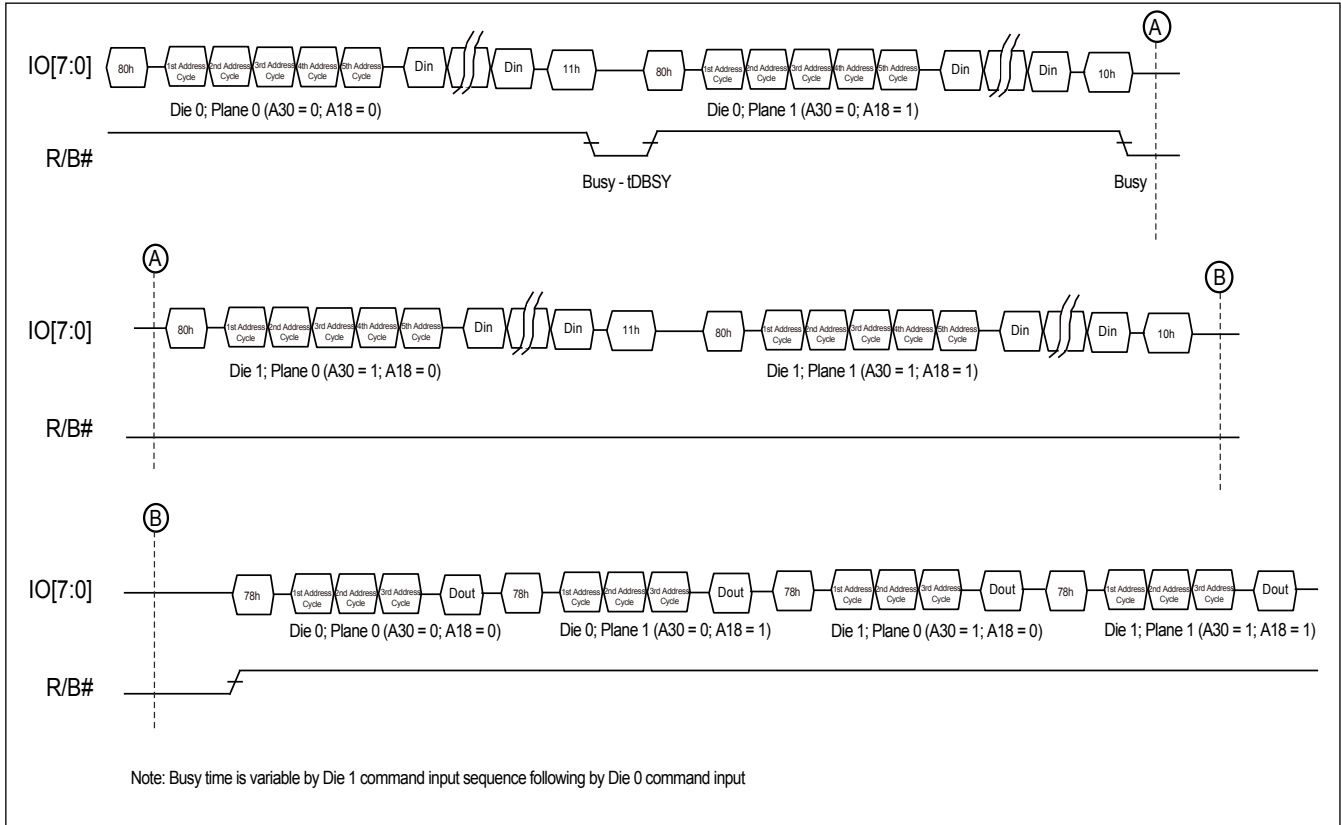 A
IO[7:0]
80h
1st Address Cycle
2nd Address Cycle
3rd Address Cycle
4th Address Cycle
5th Address Cycle
Din
Din
11h
80h
1st Address Cycle
2nd Address Cycle
3rd Address Cycle
4th Address Cycle
5th Address Cycle
Din
Din
10h
Die 0; Plane 0 (A30 = 0; A18 = 0)
Die 0; Plane 1 (A30 = 0; A18 = 1)
R/B#
Busy - tDBSY
Busy
A
B
IO[7:0]
80h
1st Address Cycle
2nd Address Cycle
3rd Address Cycle
4th Address Cycle
5th Address Cycle
Din
Din
11h
80h
1st Address Cycle
2nd Address Cycle
3rd Address Cycle
4th Address Cycle
5th Address Cycle
Din
Din
10h
Die 1; Plane 0 (A30 = 1; A18 = 0)
Die 1; Plane 1 (A30 = 1; A18 = 1)
R/B#
B
IO[7:0]
78h
1st Address Cycle
2nd Address Cycle
3rd Address Cycle
Dout
78h
1st Address Cycle
2nd Address Cycle
3rd Address Cycle
Dout
78h
1st Address Cycle
2nd Address Cycle
3rd Address Cycle
Dout
78h
1st Address Cycle
2nd Address Cycle
3rd Address Cycle
Dout
Die 0; Plane 0 (A30 = 0; A18 = 0)
Die 0; Plane 1 (A30 = 0; A18 = 1)
Die 1; Plane 0 (A30 = 1; A18 = 0)
Die 1; Plane 1 (A30 = 1; A18 = 1)
R/B#
Note: Busy time is variable by Die 1 command input sequence following by Die 0 command input